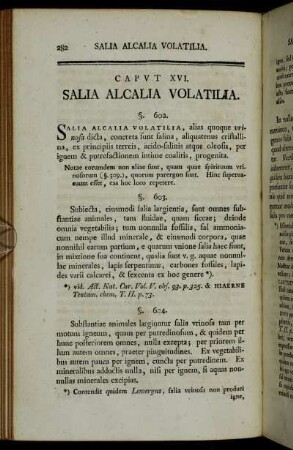 282 SALIA ALCALIA VOLATILIA.
CAPVT XVI.
SALIA ALCALIA VOLATILIA.
§. 602.
SALIA ALCALIA VOLATILIA, alias quoque uri-
nosa dicta, concreta sunt salina, aliquatenus cristalli-
na, ex principiis terreis, acido-salinis atque oleosis, per
ignem & putrefactionem intime coalitis, progenita.
Notae eorundem non aliae sunt, quam quae spirituum uri-
nosorum (§. 509.), quorum parergon sunt. Hinc superua-
cuum esset, eas hoc loco repetere.
§. 603.
Subiecta, eiusmodi salia largientia, sunt omnes sub-
stantiae animales, tam fluidae, quam siccae; deinde
omnia vegetabilia; tum nonnulla fossilia, sal ammonia-
cum nempe illud minerale, & eiusmodi corpora, quae
nonnihil earum partium, e quarum vnione salia haec sunt,
in mixtione sua continent, qualia sunt v. g. aquae nonnul-
lae minerales, lapis serpentinus, carbones fossiles, lapi-
des varii calcarei, & sexcenta ex hoc genere *).
*) vid. Act. Nat. Cur. Vol. V. obs. 93. p. 325. & HIAERNE
Tentam. chem. T. II. p. 73.
§. 604.
Substantiae animales largiuntur salia vrinosa tam per
motum igneum, quam per putredinosum, & quidem per
hunc posteriorem omnes, nulla excepta; per priorem il-
lum autem omnes, praeter pinguitudines. Ex vegetabili-
bus autem pauca per ignem, cuncta per putredinem. Ex
mineralibus adductis nulla, nisi per ignem, si aquas non-
nullas minerales excipias.
*) Contendit quidem Lemergus, salia vrinosa non produci
igne,